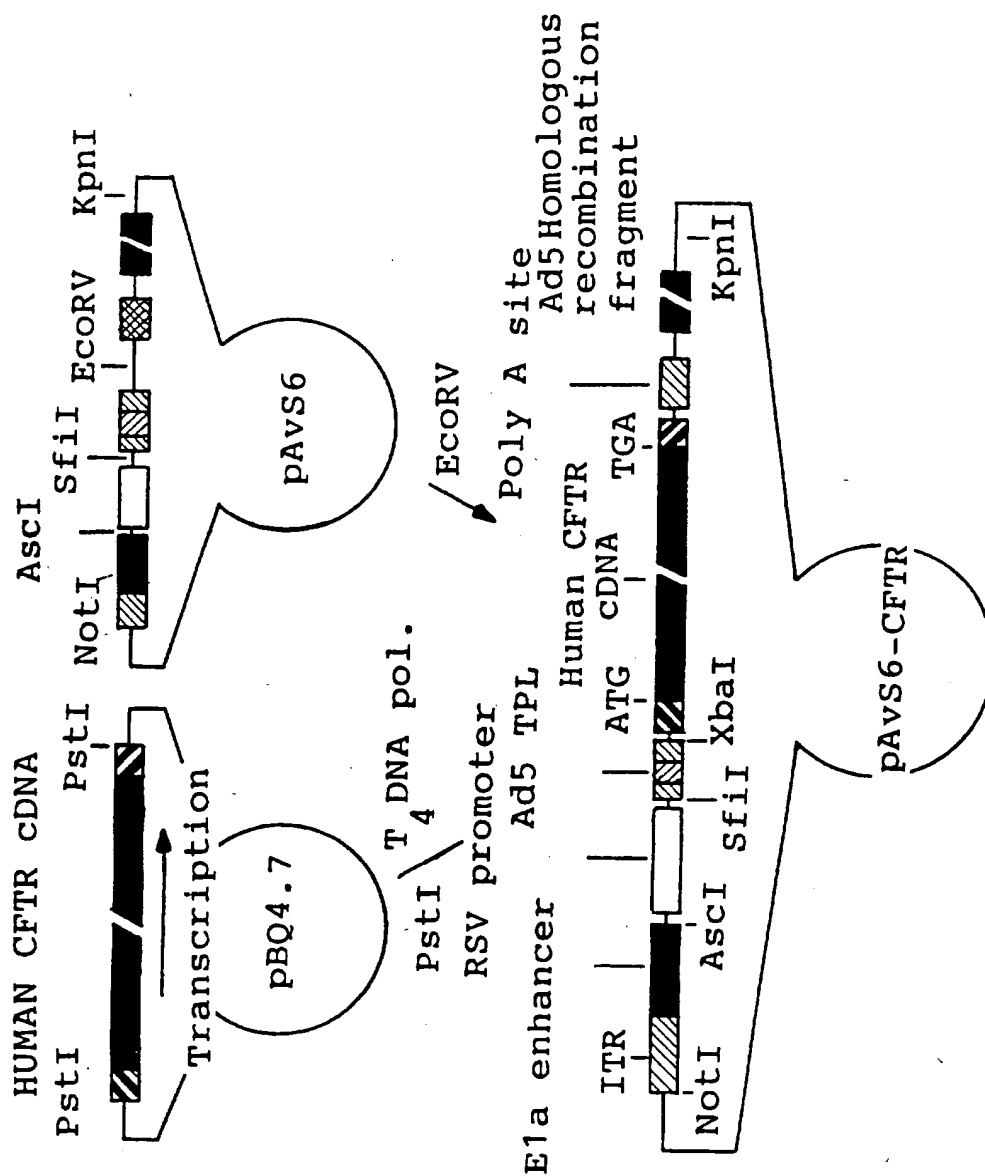 HUMAN CFTR cDNA
PstI
PstI
Transcription
pBQ4.7
NotI
AscI
SfiI
EcoRV
KpnI
pAvS6
PstI
T4 DNA pol.
EcoRV
E1a enhancer
RSV promoter
Ad5 TPL
Human CFTR
cDNA
Poly A site
Ad5 Homologous
recombination
fragment
ITR
ATG
TGA
NotI
AscI
SfiI
XbaI
KpnI
pAvS6-CFTR